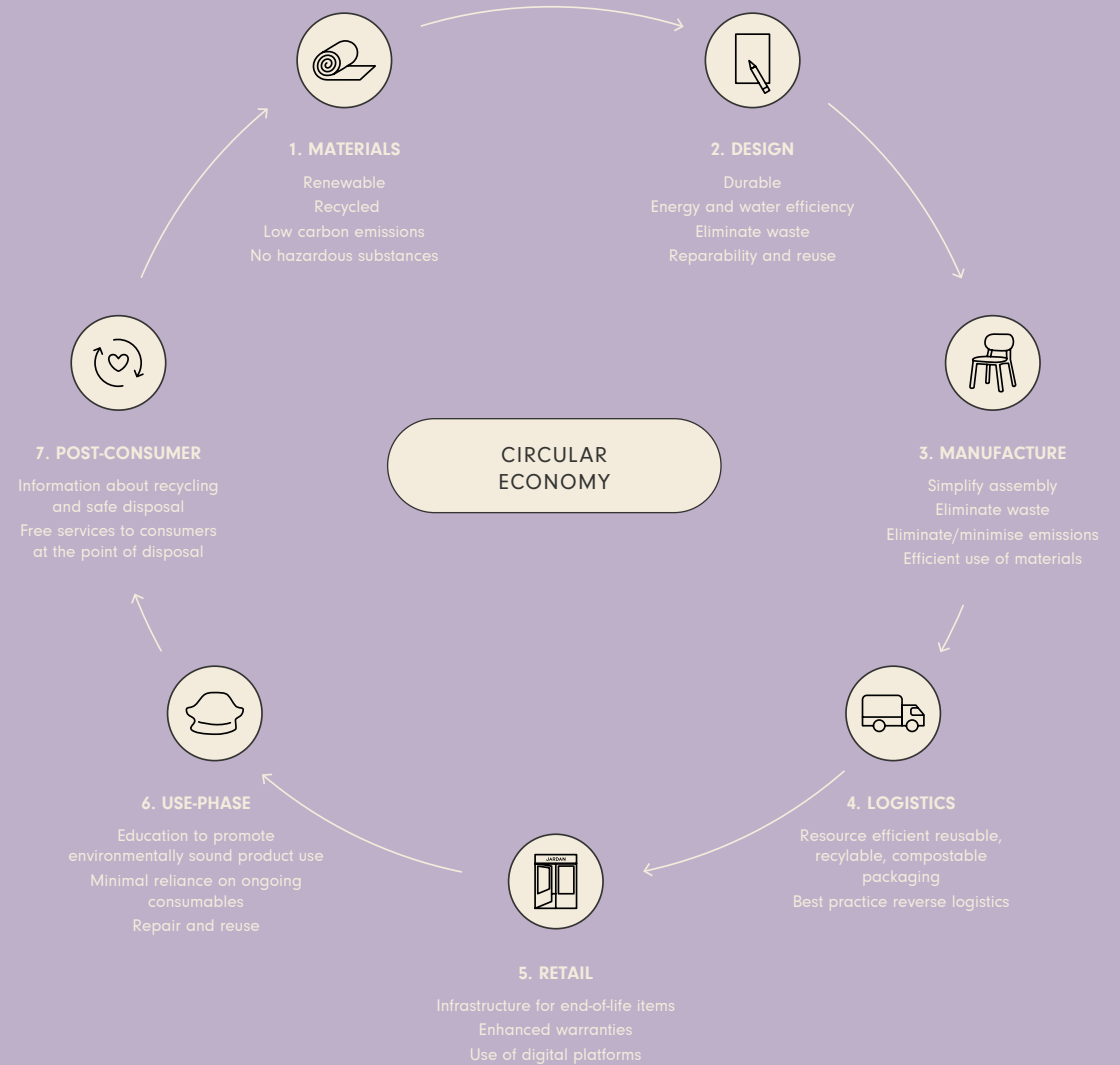 1. MATERIALS
Renewable
Recycled
Low carbon emissions
No hazardous substances
2. DESIGN
Durable
Energy and water efficiency
Eliminate waste
Reparability and reuse
CIRCULAR
ECONOMY
3. MANUFACTURE
Simplify assembly
Eliminate waste
Eliminate/minimise emissions
Efficient use of materials
4. LOGISTICS
Resource efficient reusable,
recylable, compostable
packaging
Best practice reverse logistics
JARDAN
5. RETAIL
Infrastructure for end-of-life items
Enhanced warranties
Use of digital platforms
6. USE-PHASE
Education to promote
environmentally sound product use
Minimal reliance on ongoing
consumables
Repair and reuse
7. POST-CONSUMER
Information about recycling
and safe disposal
Free services to consumers
at the point of disposal